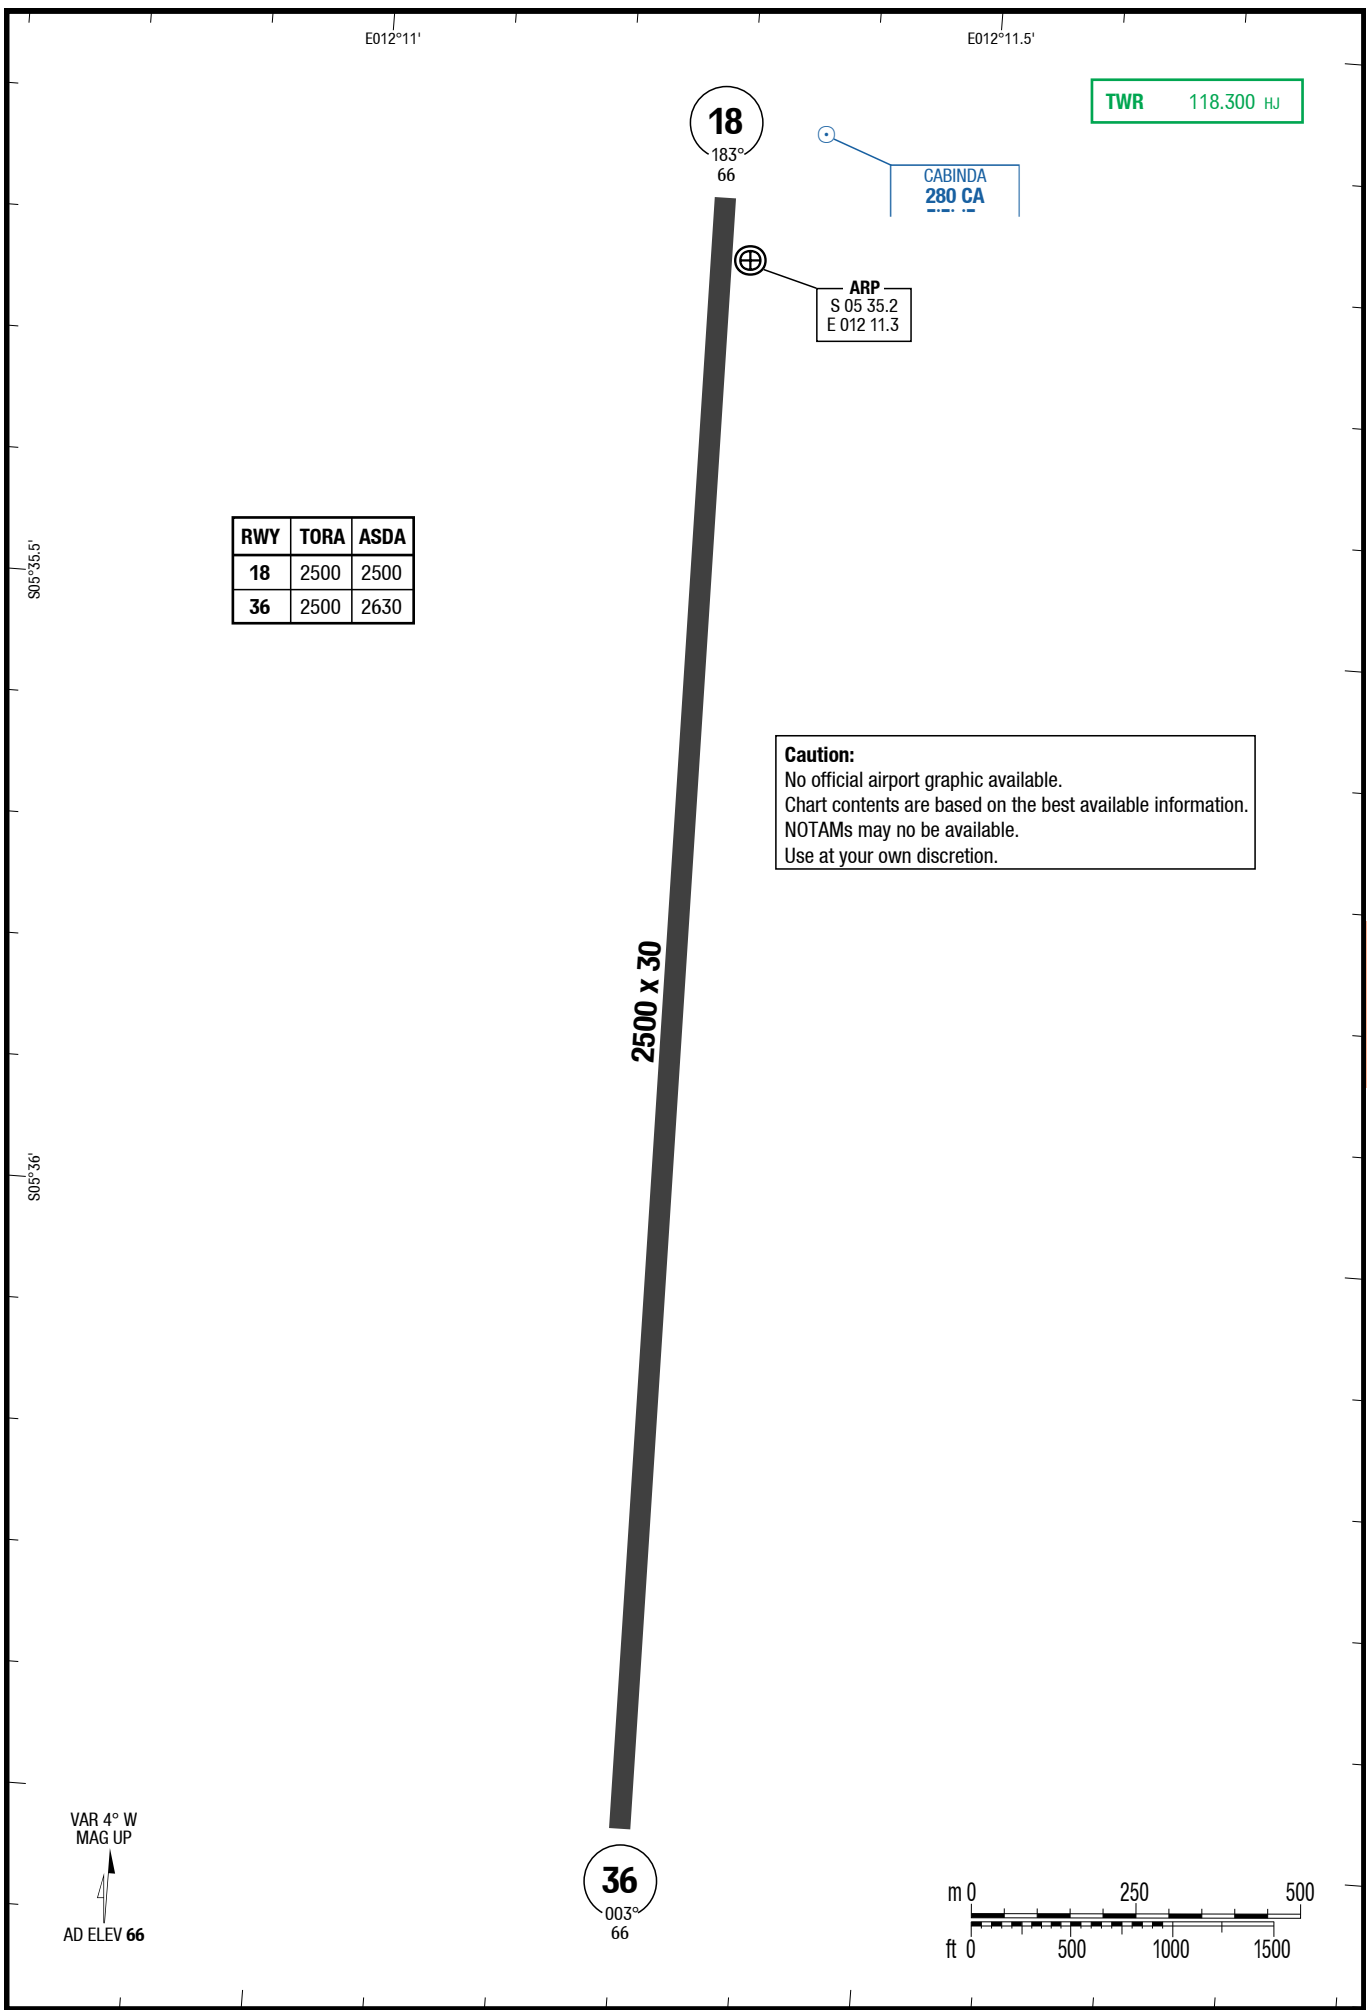 E012°11' E012°11.5'
TWR 118.300 HJ
18
183°
66
CABINDA
280 CA
ARP
S 05 35.2
E 012 11.3
S05°35.5'
RWY TORA ASDA
18 2500 2500
36 2500 2630
Caution:
No official airport graphic available.
Chart contents are based on the best available information.
NOTAMs may no be available.
Use at your own discretion.
2500 x 30
S05°36'
VAR 4° W
MAG UP
AD ELEV 66
36
003°
66
m 0 250 500
ft 0 500 1000 1500